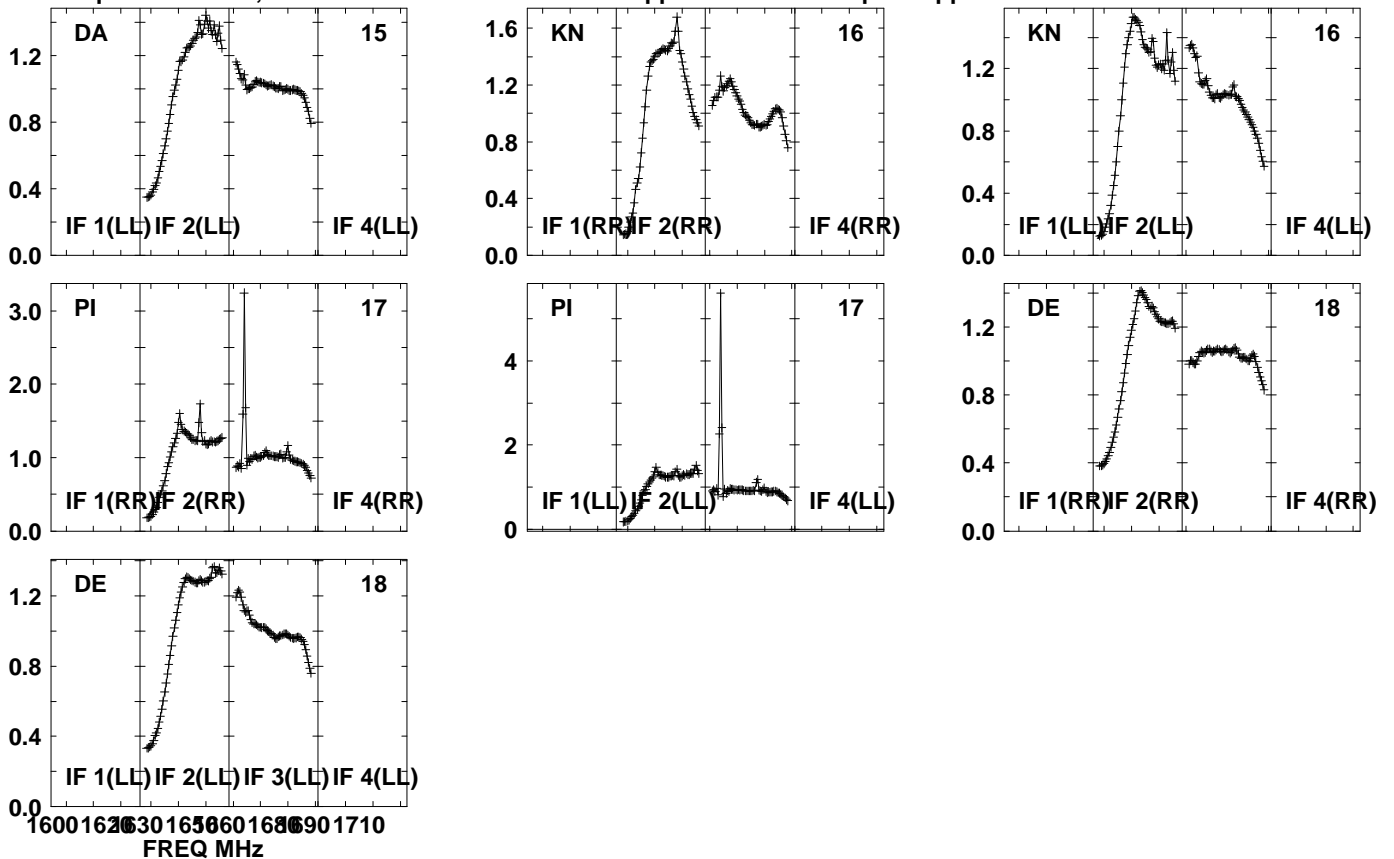 DA 15 KN 16 KN 16
1.2
0.8
0.4
0.0
IF 1(LL) IF 2(LL) IF 4(LL)
1.6
1.2
0.8
0.4
0.0
IF 1(RR) IF 2(RR) IF 4(RR)
1.2
0.8
0.4
0.0
IF 1(LL) IF 2(LL) IF 4(LL)
PI 17 PI 17 DE 18
3.0
2.0
1.0
0.0
IF 1(RR) IF 2(RR) IF 4(RR)
4
2
0
IF 1(LL) IF 2(LL) IF 4(LL)
1.2
0.8
0.4
0.0
IF 1(RR) IF 2(RR) IF 4(RR)
DE 18
1.2
0.8
0.4
0.0
IF 1(LL) IF 2(LL) IF 3(LL) IF 4(LL)
1600 1620 1630 1650 1660 1680 1690 1710
FREQ MHz